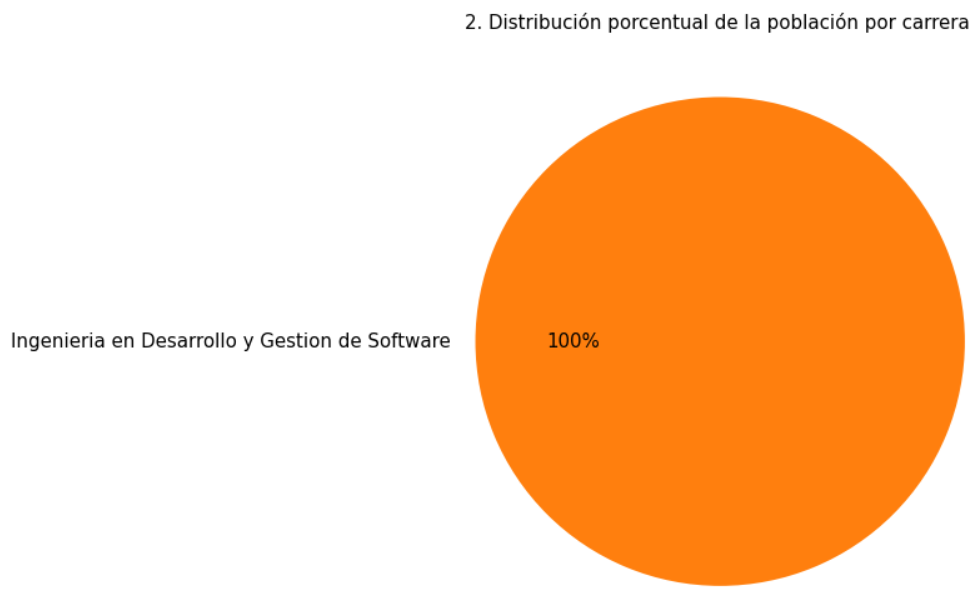 2. Distribución porcentual de la población por carrera
Ingenieria en Desarrollo y Gestion de Software
100%